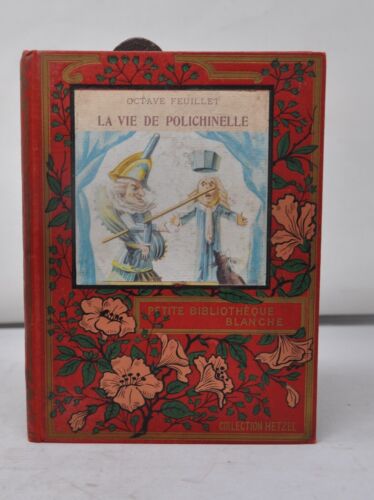 OCTAVE FEUILLET
LA VIE DE POLICHINELLE
PETITE BIBLIOTHÈQUE
BLANCHE
COLLECTION HETZEL